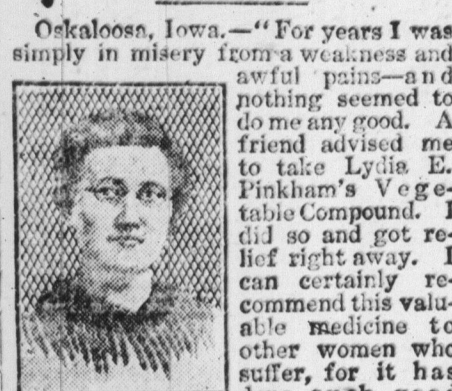 Oskaloosa, Iowa.—"For years I was
simply in misery from a weakness and
awful pains—and
nothing seemed to
do me any good. A
friend advised me
to take Lydia E.
Pinkham's Vege-
table Compound. I
did so and got re-
lief right away. I
can certainly re-
commend this valu-
able medicine to
other women who
suffer, for it has